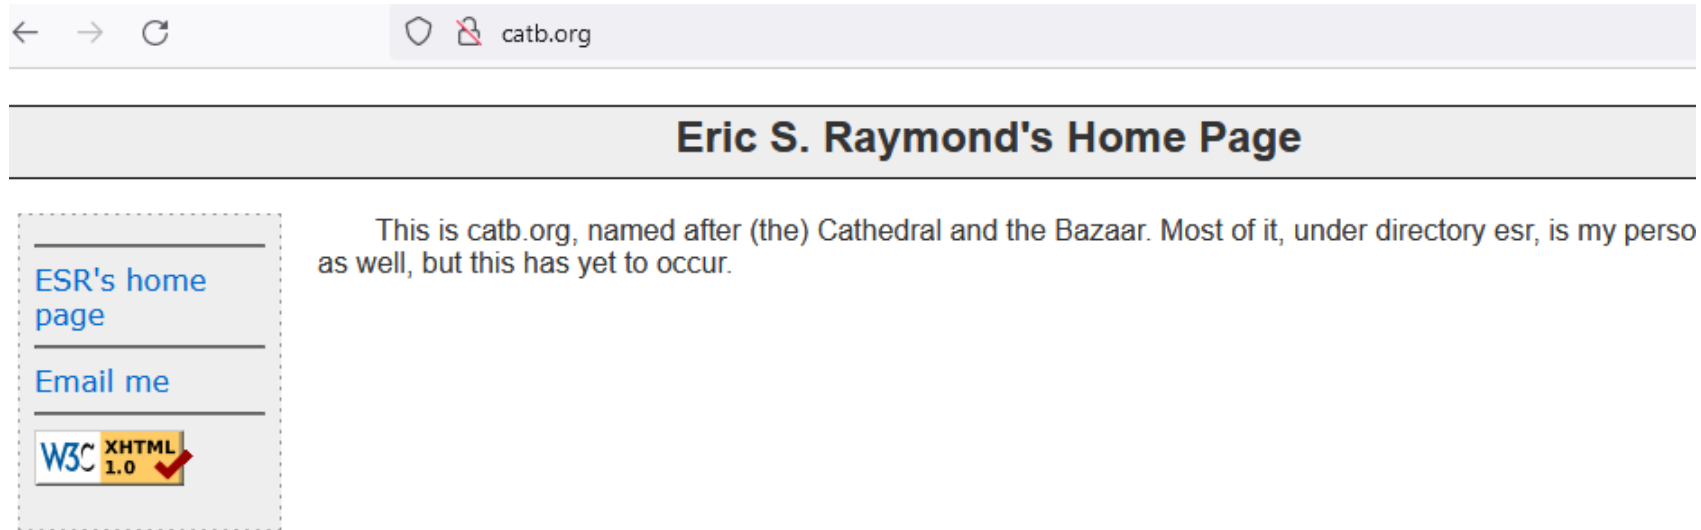 catb.org
Eric S. Raymond's Home Page
This is catb.org, named after (the) Cathedral and the Bazaar. Most of it, under directory esr, is my perso
as well, but this has yet to occur.
ESR's home
page
Email me
W3C XHTML
1.0